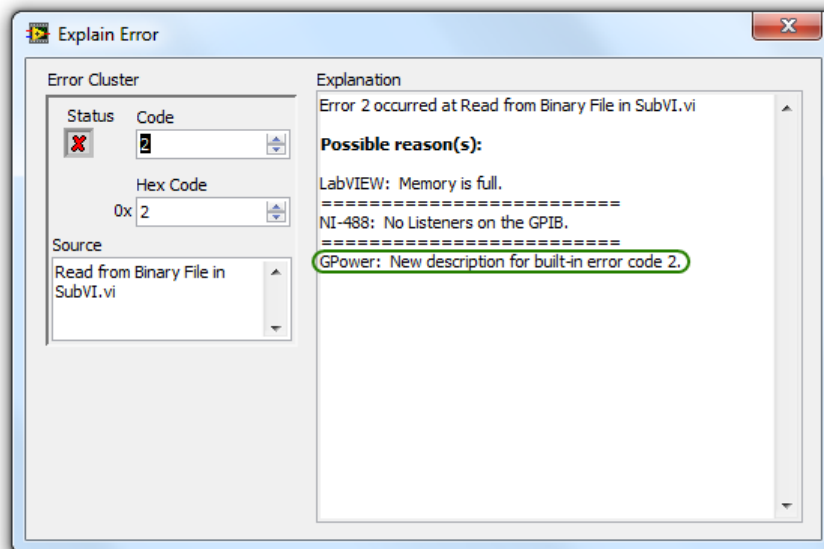 Explain Error
Error Cluster
Status
Code
2
Hex Code
0x 2
Source
Read from Binary File in
SubVI.vi
Explanation
Error 2 occurred at Read from Binary File in SubVI.vi
Possible reason(s):
LabVIEW:  Memory is full.
=========================
NI-488:  No Listeners on the GPIB.
=========================
GPower:  New description for built-in error code 2.